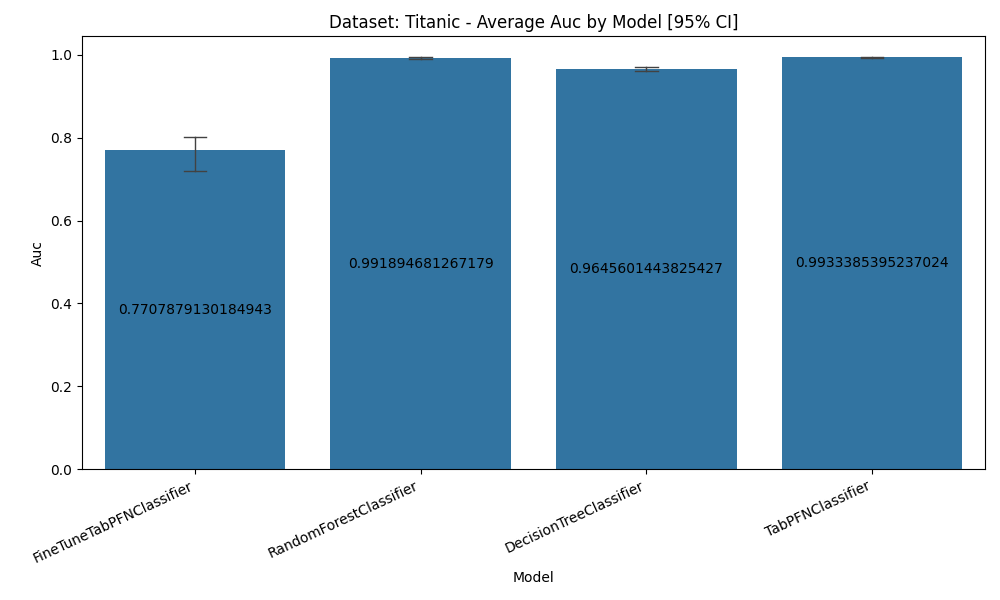 Dataset: Titanic - Average Auc by Model [95% CI]
1.0
0.8
0.6
0.4
0.2
0.0
Auc
0.7707879130184943
0.991894681267179
0.9645601443825427
0.9933385395237024
FineTuneTabPFNClassifier
RandomForestClassifier
DecisionTreeClassifier
TabPFNClassifier
Model